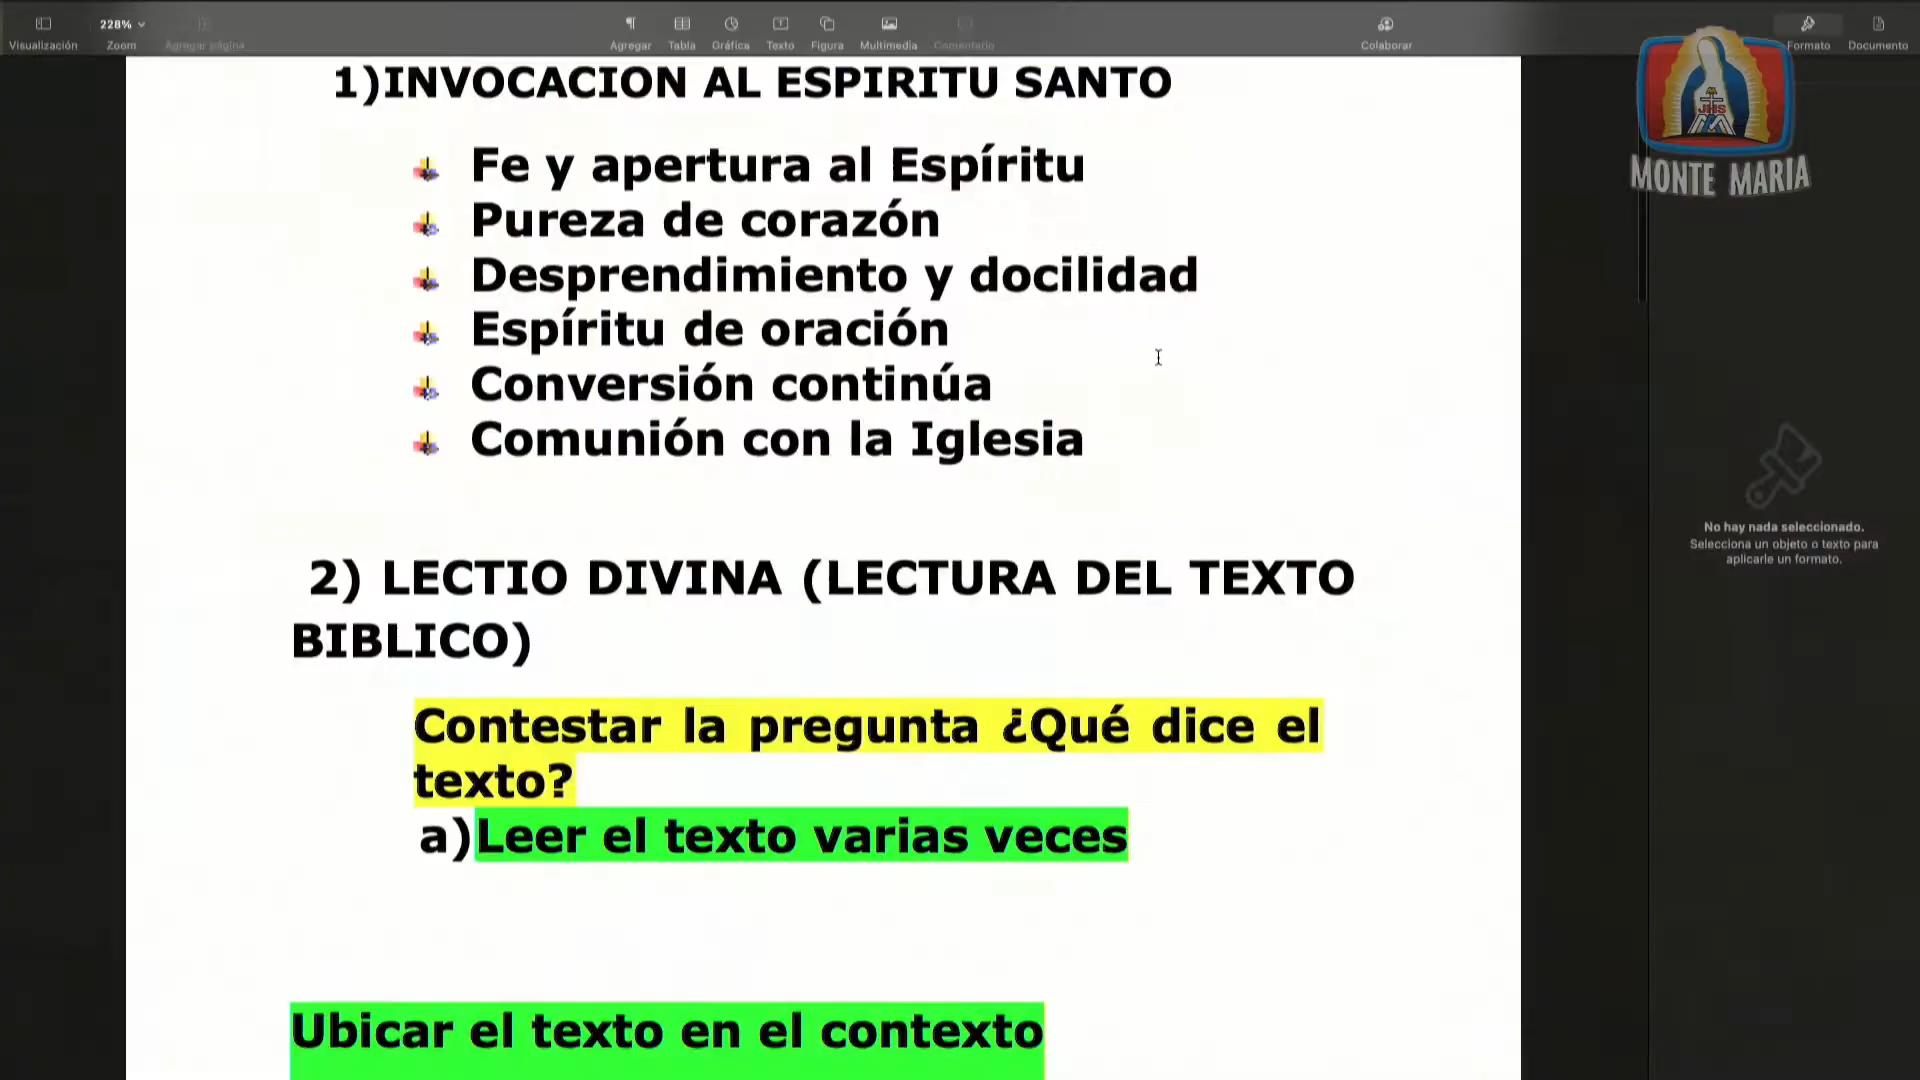 228%
Visualización
Zoom
Agregar página
Agregar
Tabla
Gráfica
Texto
Figura
Multimedia
Comentario
Colaborar
Formato
Documento
JHS
MONTE MARIA
1)INVOCACION AL ESPIRITU SANTO
Fe y apertura al Espíritu
Pureza de corazón
Desprendimiento y docilidad
Espíritu de oración
Conversión continúa
Comunión con la Iglesia
2) LECTIO DIVINA (LECTURA DEL TEXTO
BIBLICO)
Contestar la pregunta ¿Qué dice el
texto?
a)Leer el texto varias veces
Ubicar el texto en el contexto
No hay nada seleccionado.
Selecciona un objeto o texto para
aplicarle un formato.